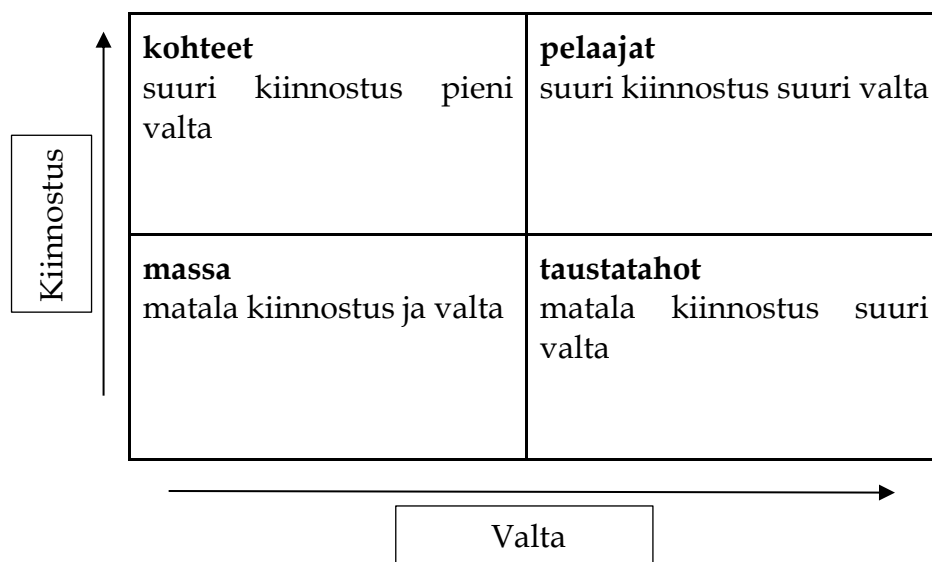 kohteet
suuri kiinnostus pieni
valta
pelaajat
suuri kiinnostus suuri valta
Kiinnostus
massa
matala kiinnostus ja valta
taustatahot
matala kiinnostus suuri
valta
Valta